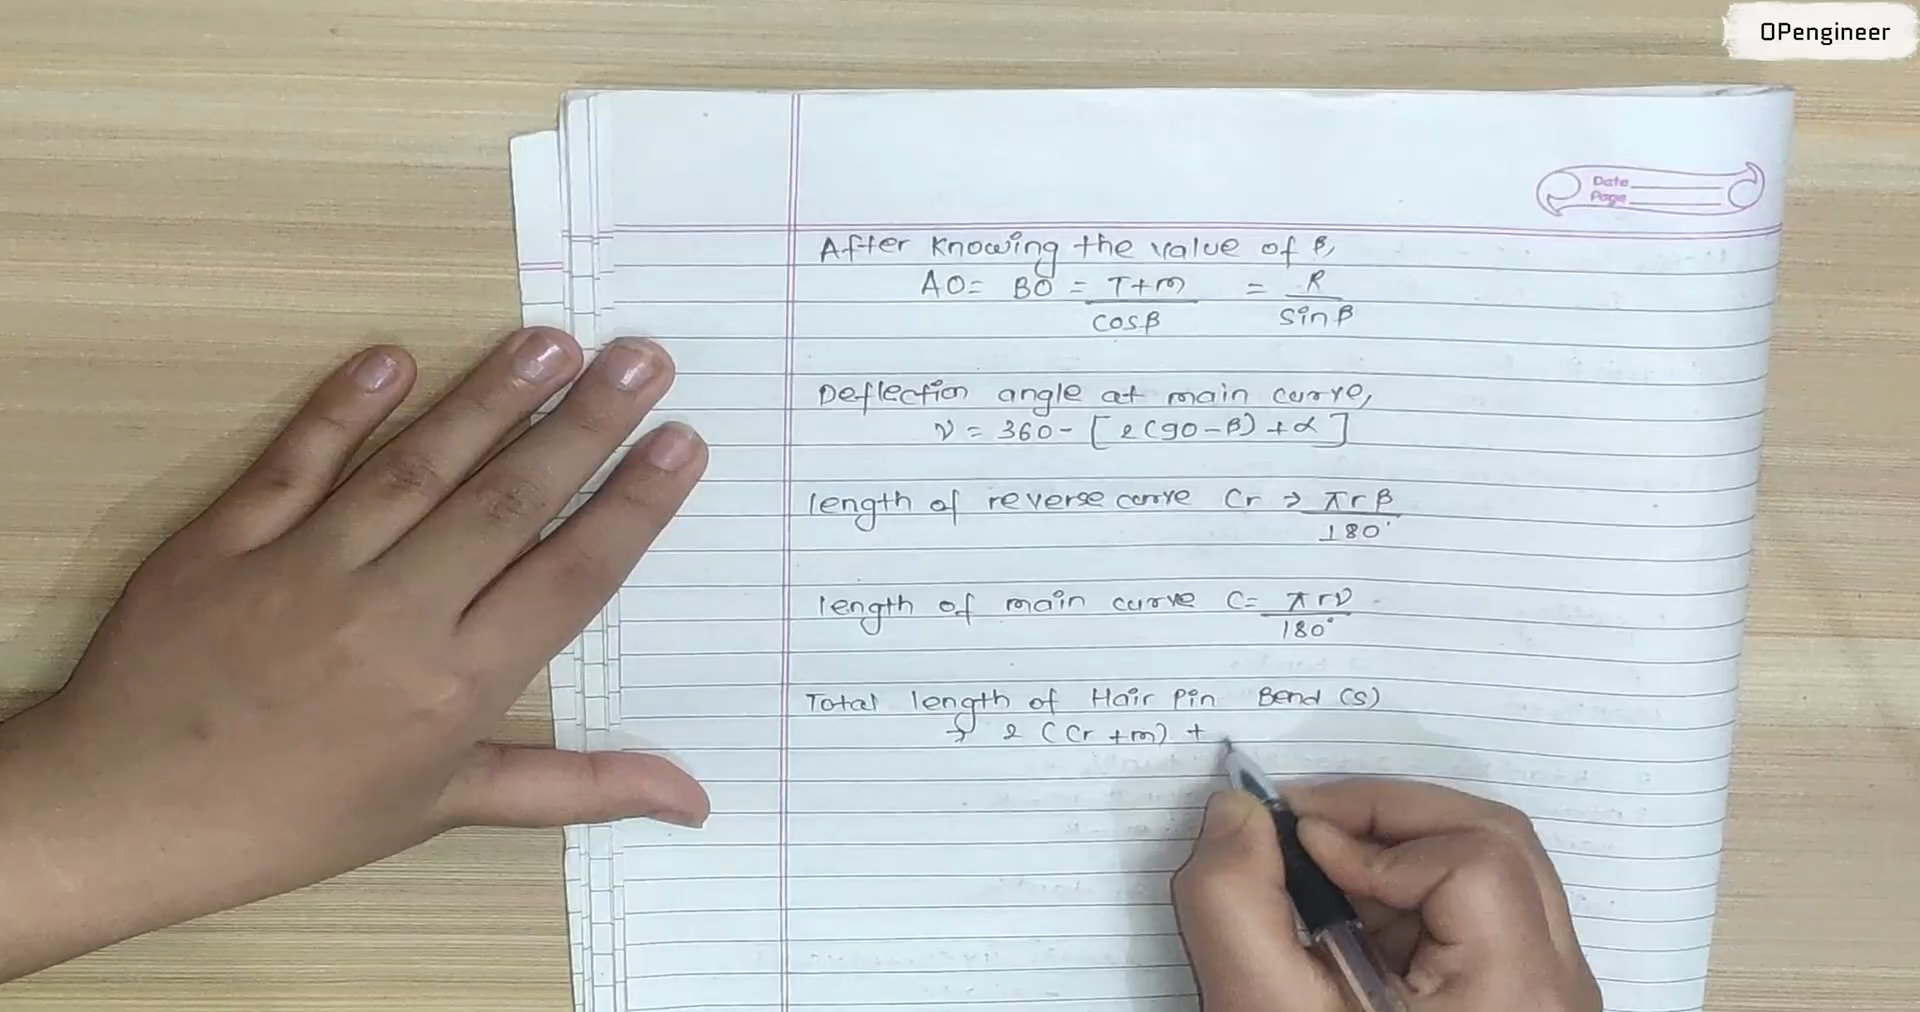 OPengineer
Date
Page
After Knowing the value of β,
AO = BO = T+m / cosβ = R / sinβ
Deflection angle at main curve,
ν = 360 - [2(90-β)+α]
length of reverse curve Cr → πrβ / 180°
length of main curve C = πrν / 180°
Total length of Hair Pin Bend (S)
→ 2 (Cr +m) +